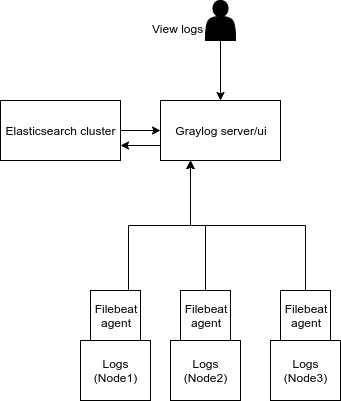 View logs
Elasticsearch cluster
Graylog server/ui
Filebeat
agent
Filebeat
agent
Filebeat
agent
Logs
(Node1)
Logs
(Node2)
Logs
(Node3)